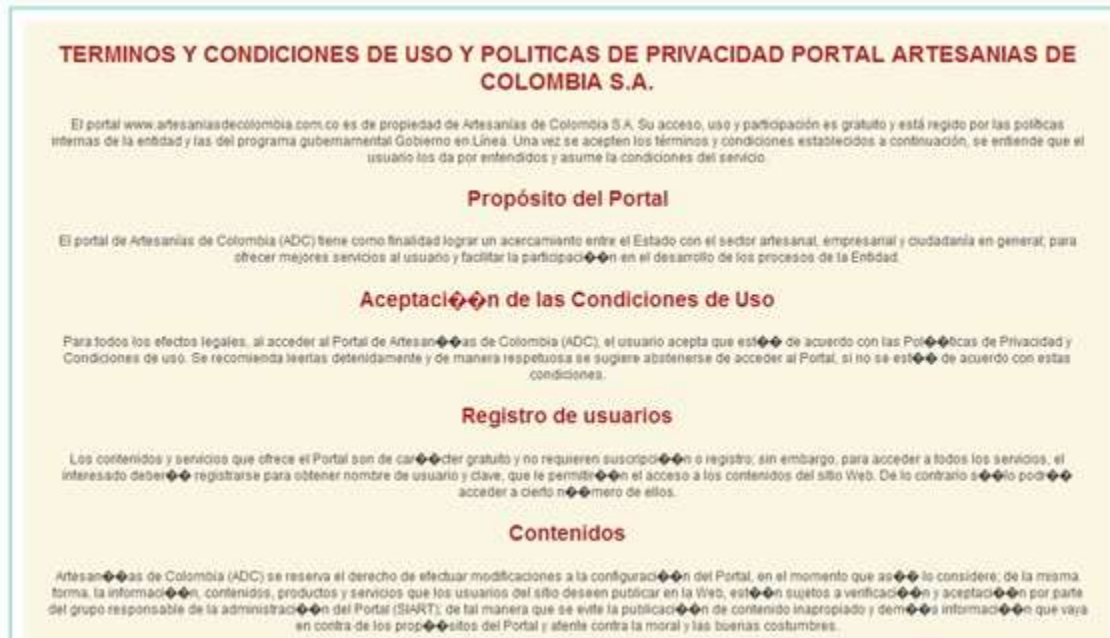 TERMINOS Y CONDICIONES DE USO Y POLITICAS DE PRIVACIDAD PORTAL ARTESANIAS DE
COLOMBIA S.A.
El portal www.artesaniasdecolombia.com.co es de propiedad de Artesanías de Colombia S.A. Su acceso, uso y participación es gratuito y está regido por las políticas
internas de la entidad y las del programa gubernamental Gobierno en Línea. Una vez se acepten los términos y condiciones establecidos a continuación, se entiende que el
usuario los da por entendidos y asume la condiciones del servicio.
Propósito del Portal
El portal de Artesanías de Colombia (ADC) tiene como finalidad lograr un acercamiento entre el Estado con el sector artesanal, empresarial y ciudadanía en general, para
ofrecer mejores servicios al usuario y facilitar la participaci��n en el desarrollo de los procesos de la Entidad.
Aceptaci��n de las Condiciones de Uso
Para todos los efectos legales, al acceder al Portal de Artesan��as de Colombia (ADC), el usuario acepta que est�� de acuerdo con las Pol��ticas de Privacidad y
Condiciones de uso. Se recomienda leerlas detenidamente y de manera respetuosa se sugiere abstenerse de acceder al Portal, si no se est�� de acuerdo con estas
condiciones.
Registro de usuarios
Los contenidos y servicios que ofrece el Portal son de car��cter gratuito y no requieren suscripci��n o registro; sin embargo, para acceder a todos los servicios, el
interesado deber�� registrarse para obtener nombre de usuario y clave, que le permitir��n el acceso a los contenidos del sitio Web. De lo contrario s��lo podr��
acceder a cierto n��mero de ellos.
Contenidos
Artesan��as de Colombia (ADC) se reserva el derecho de efectuar modificaciones a la configuraci��n del Portal, en el momento que as�� lo considere; de la misma
forma, la informaci��n, contenidos, productos y servicios que los usuarios del sitio deseen publicar en la Web, est��n sujetos a verificaci��n y aceptaci��n por parte
del grupo responsable de la administraci��n del Portal (SIART); de tal manera que se evite la publicaci��n de contenido inapropiado y dem��s informaci��n que vaya
en contra de los prop��sitos del Portal y atente contra la moral y las buenas costumbres.